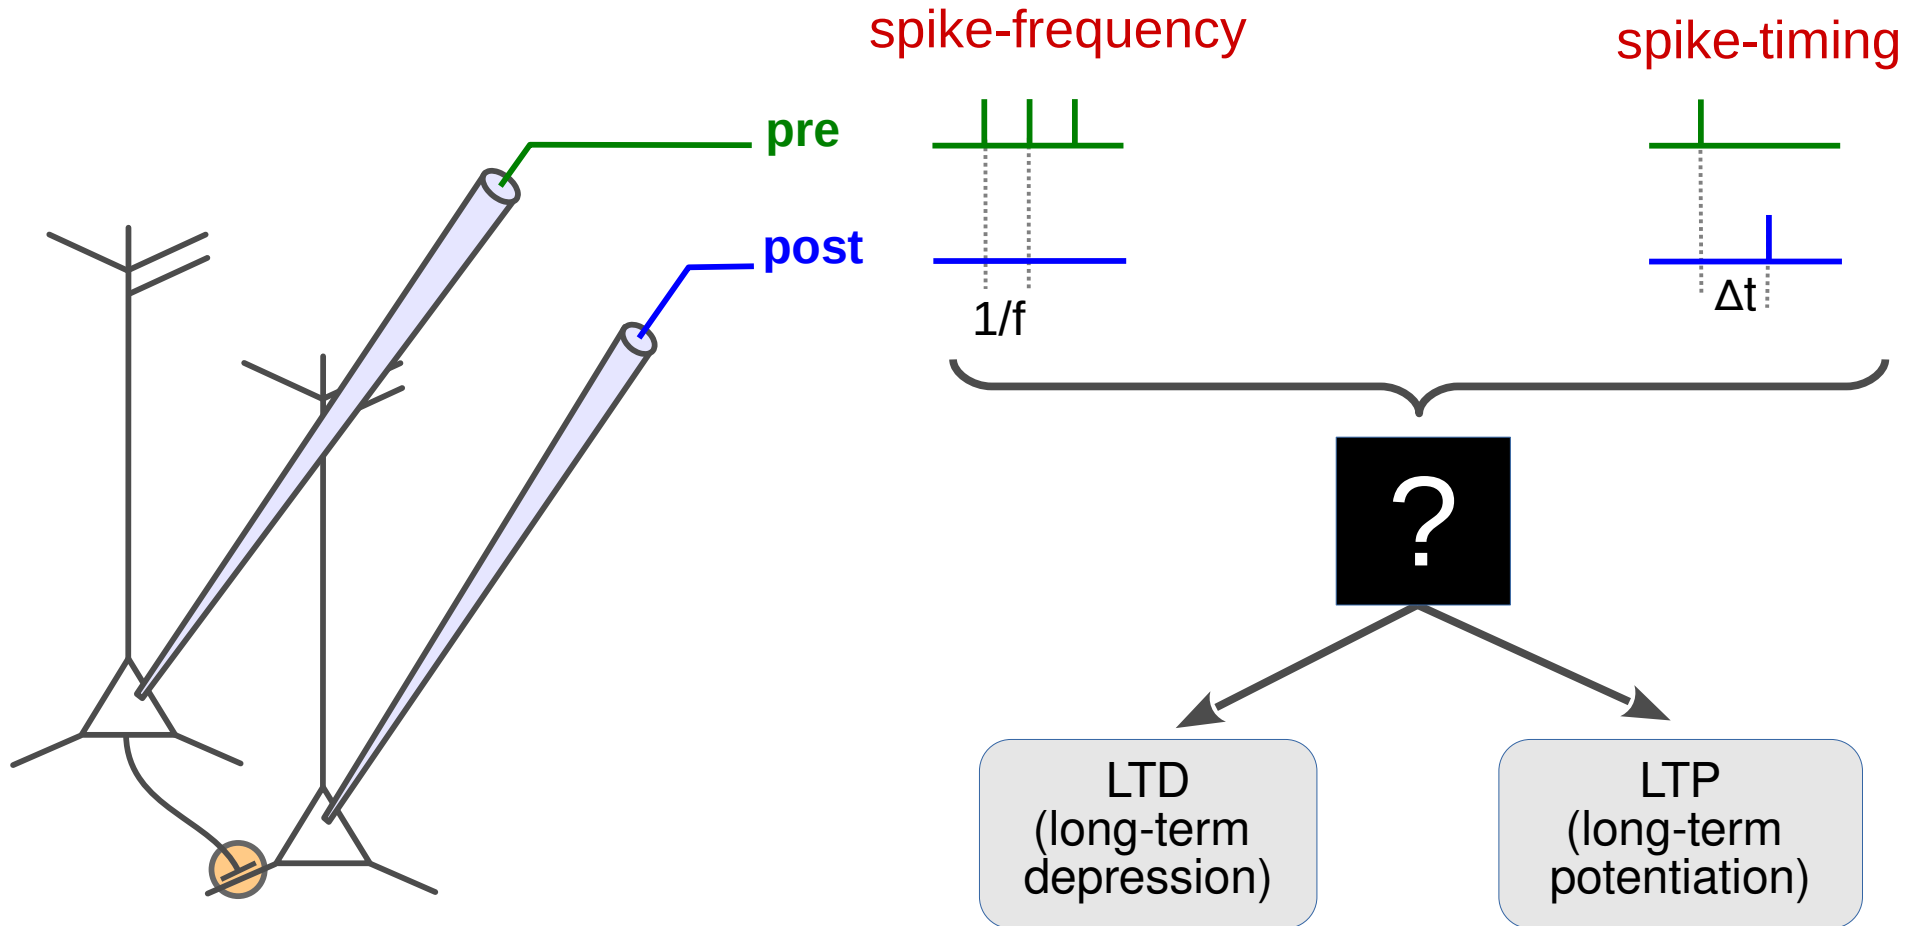 spike-frequency
spike-timing
pre
post
1/f
Δt
?
LTD
(long-term
depression)
LTP
(long-term
potentiation)